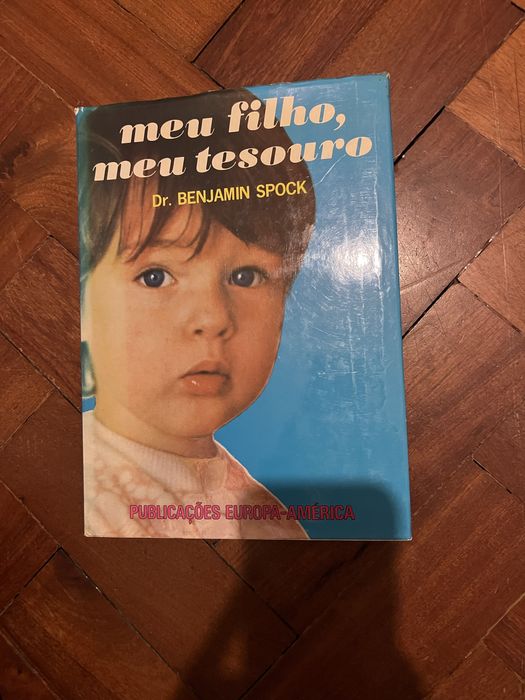 meu filho,
meu tesouro
Dr. BENJAMIN SPOCK
PUBLICAÇÕES EUROPA-AMÉRICA